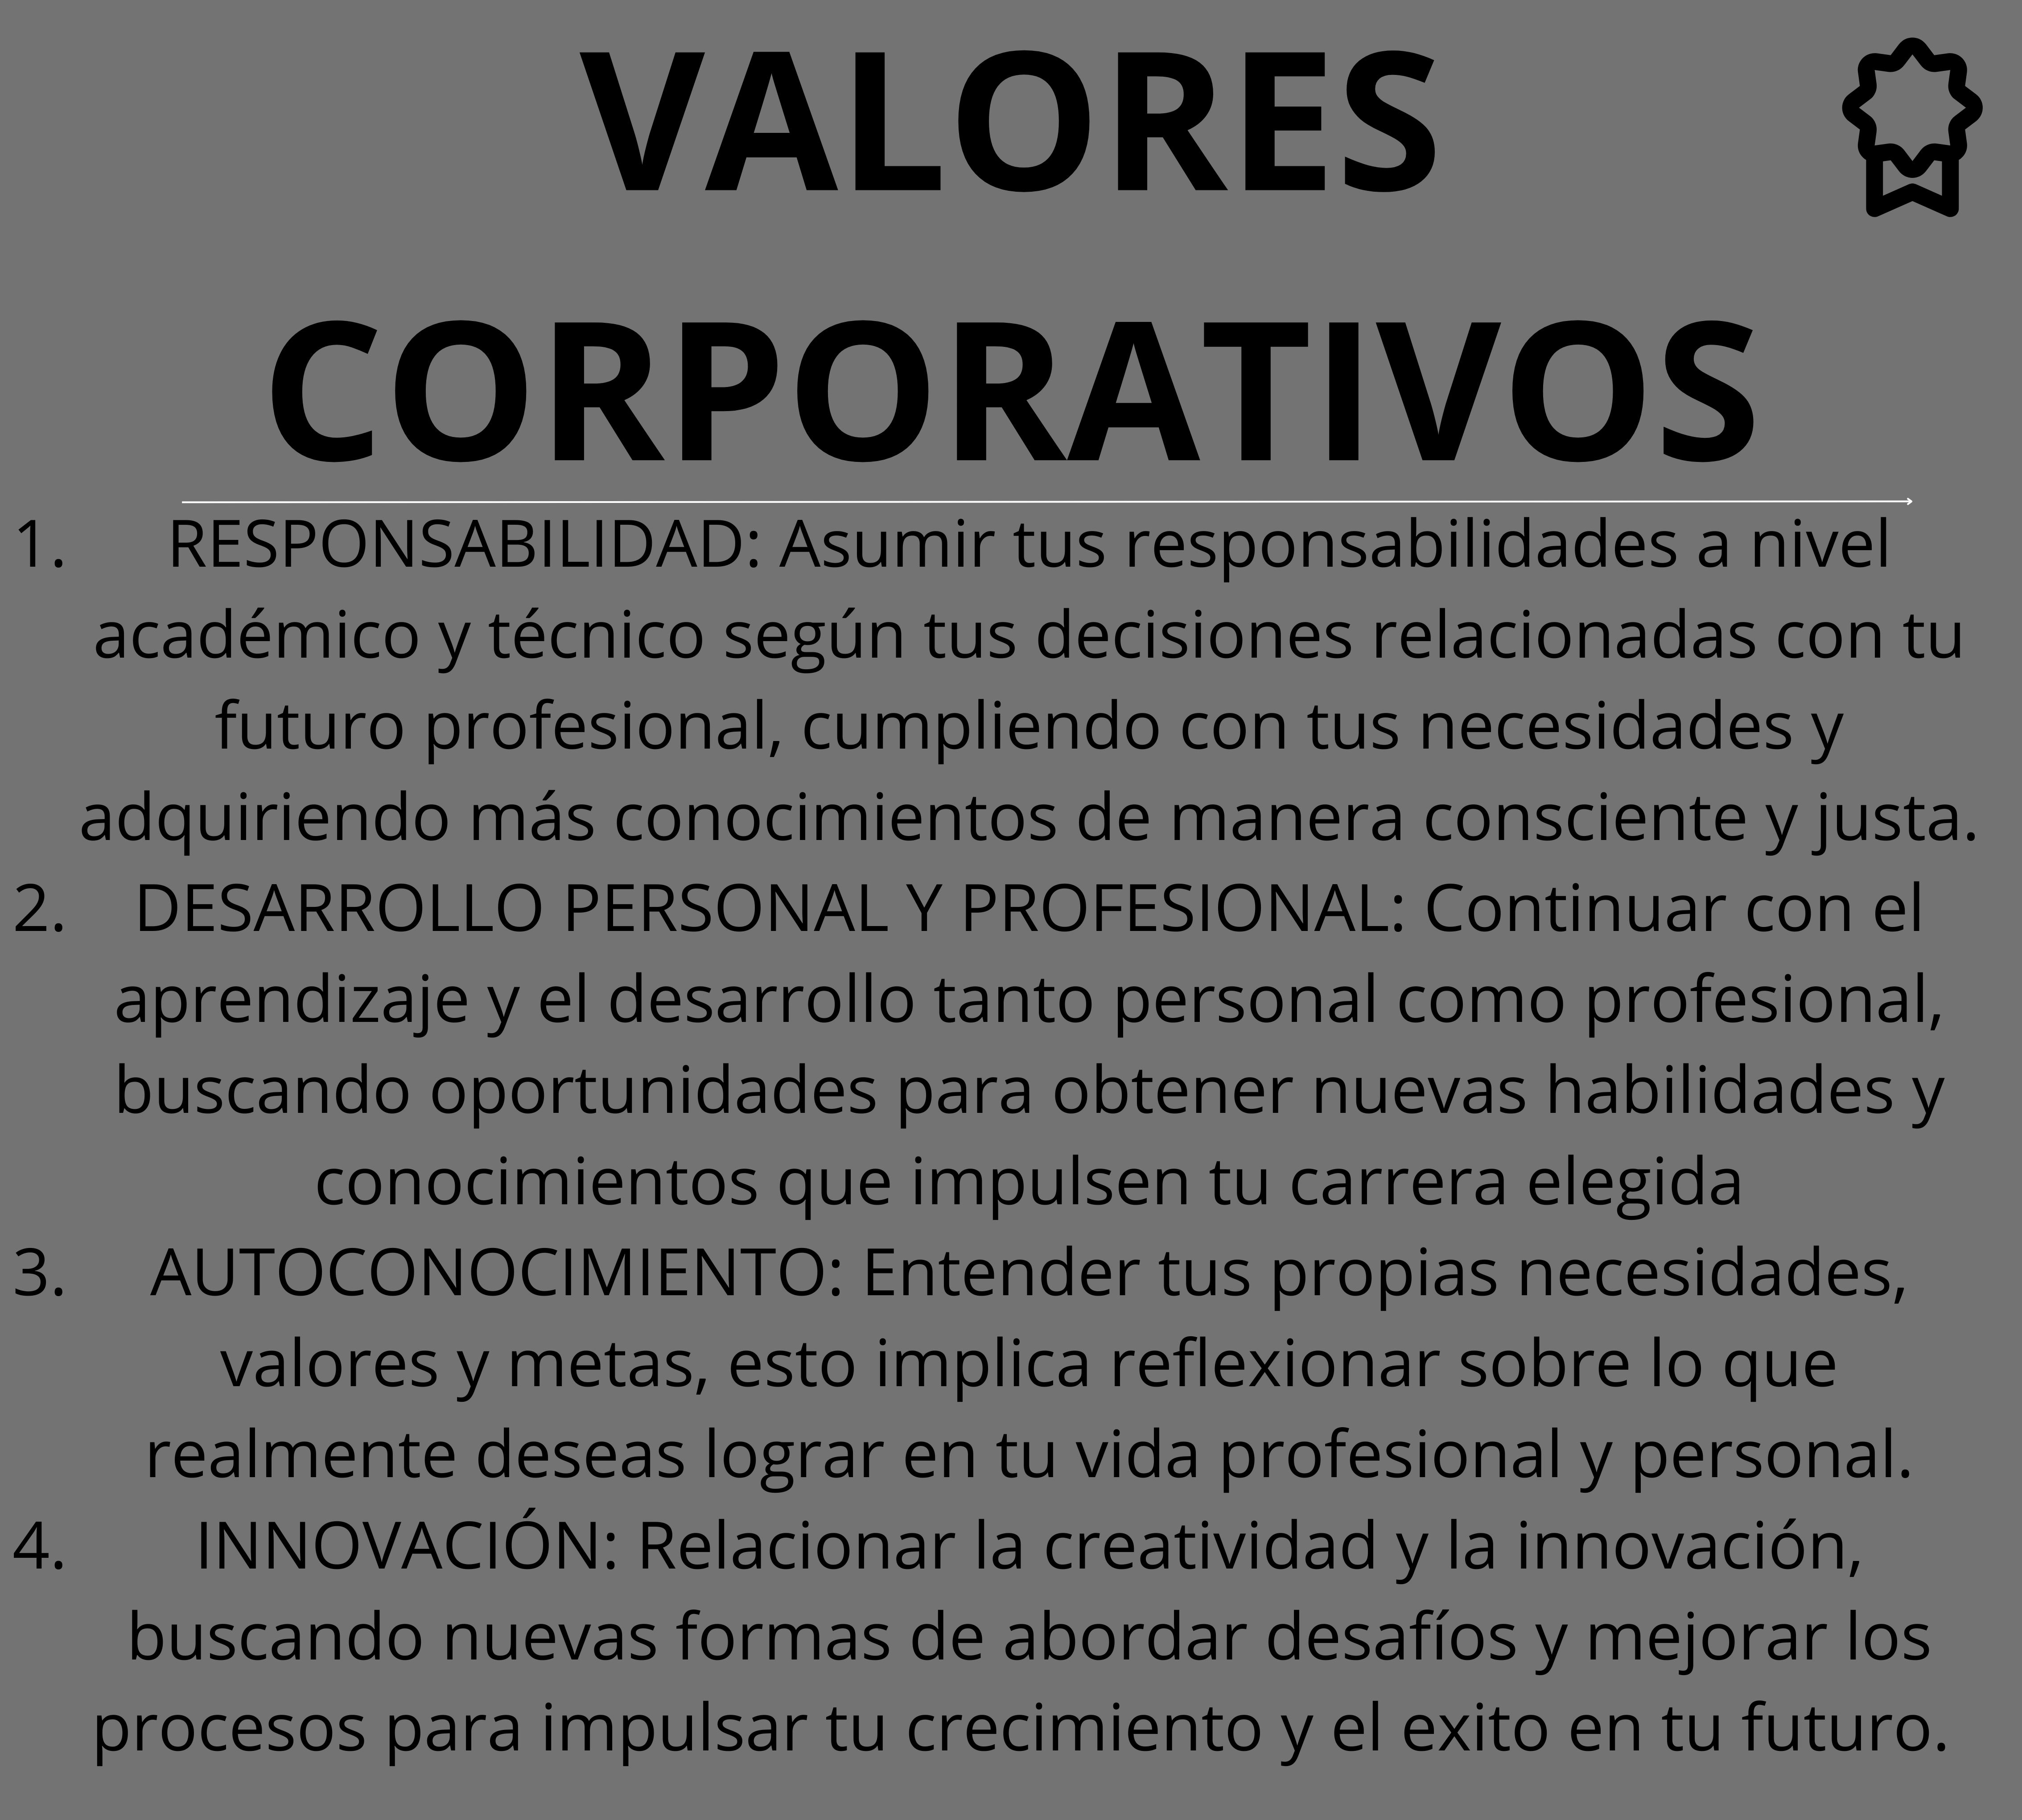 VALORES
CORPORATIVOS
1. RESPONSABILIDAD: Asumir tus responsabilidades a nivel
académico y técnico según tus decisiones relacionadas con tu
futuro profesional, cumpliendo con tus necesidades y
adquiriendo más conocimientos de manera consciente y justa.
2. DESARROLLO PERSONAL Y PROFESIONAL: Continuar con el
aprendizaje y el desarrollo tanto personal como profesional,
buscando oportunidades para obtener nuevas habilidades y
conocimientos que impulsen tu carrera elegida
3. AUTOCONOCIMIENTO: Entender tus propias necesidades,
valores y metas, esto implica reflexionar sobre lo que
realmente deseas lograr en tu vida profesional y personal.
4. INNOVACIÓN: Relacionar la creatividad y la innovación,
buscando nuevas formas de abordar desafíos y mejorar los
procesos para impulsar tu crecimiento y el exito en tu futuro.